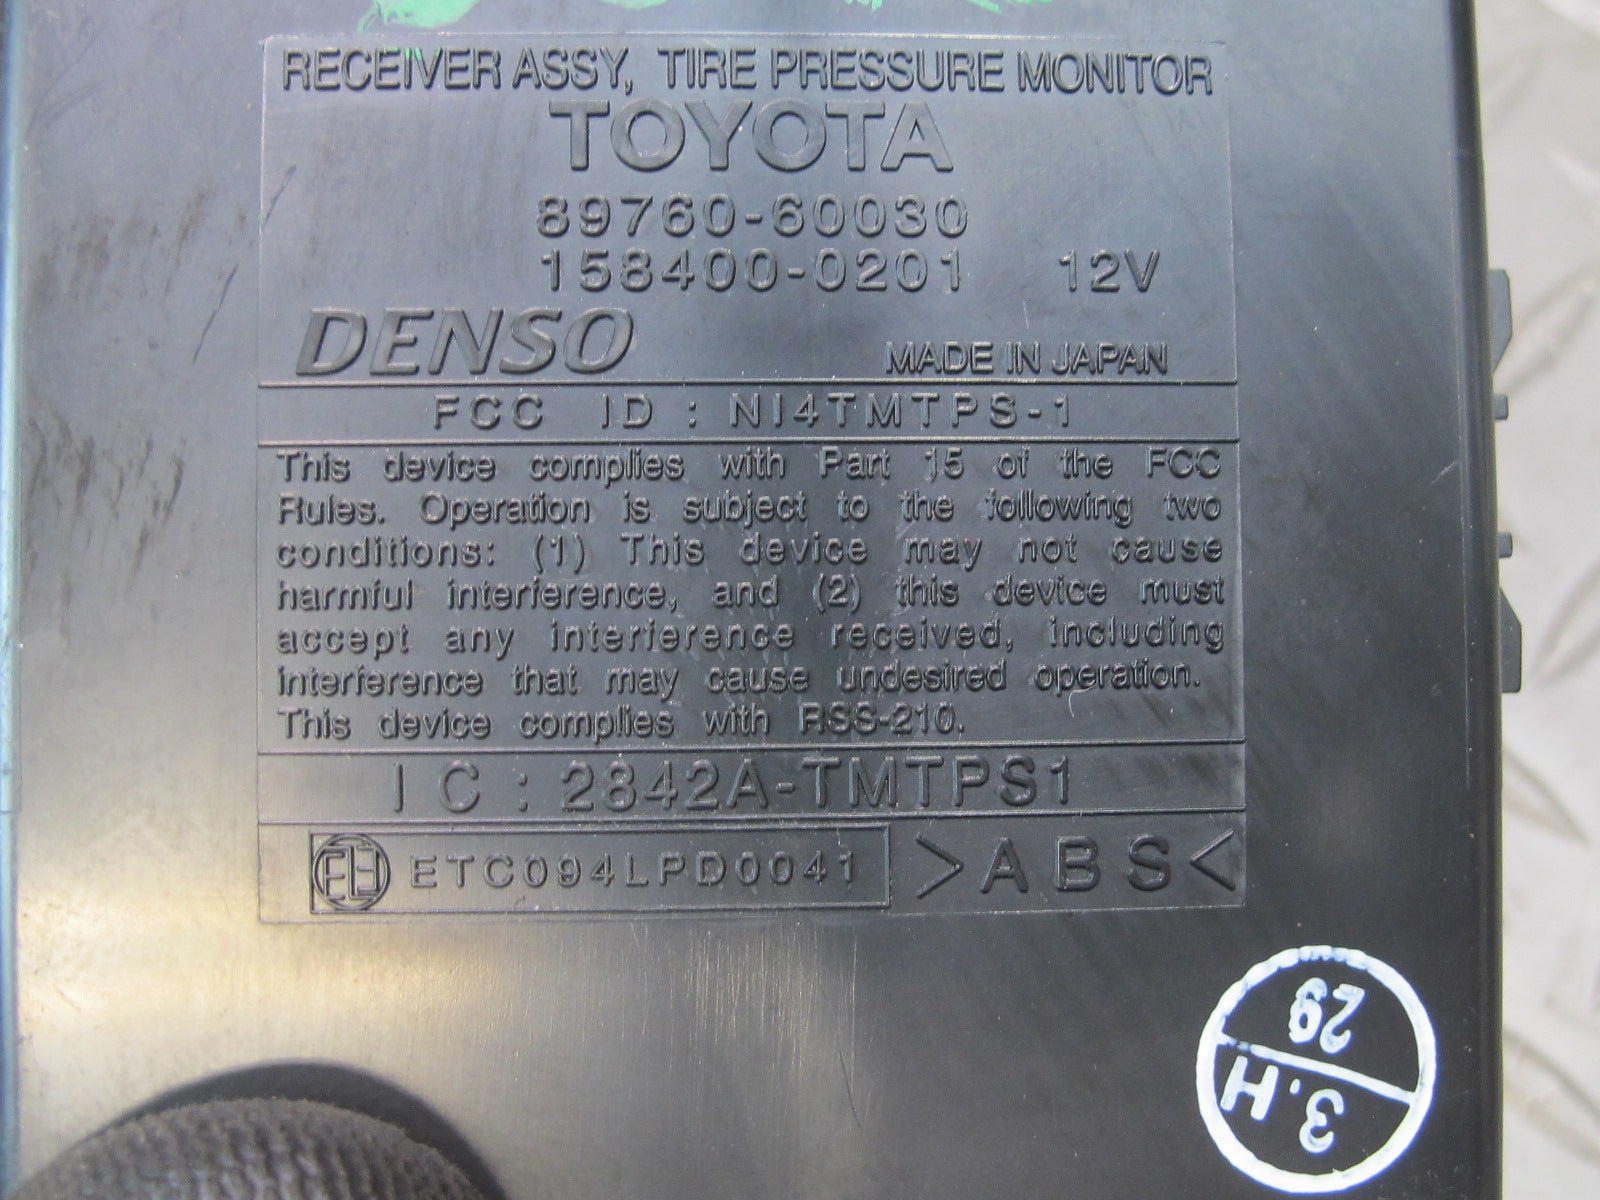 RECEIVER ASSY, TIRE PRESSURE MONITOR
TOYOTA
89760-60030
158400-0201 12V
DENSO MADE IN JAPAN
FCC ID : NI4TMTPS-1
This device complies with Part 15 of the FCC
Rules. Operation is subject to the following two
conditions: (1) This device may not cause
harmful interference, and (2) this device must
accept any interference received, including
interference that may cause undesired operation.
This device complies with RSS-210.
IC : 2842A-TMTPS1
ETC094LPD0041 >ABS<
3.H
29